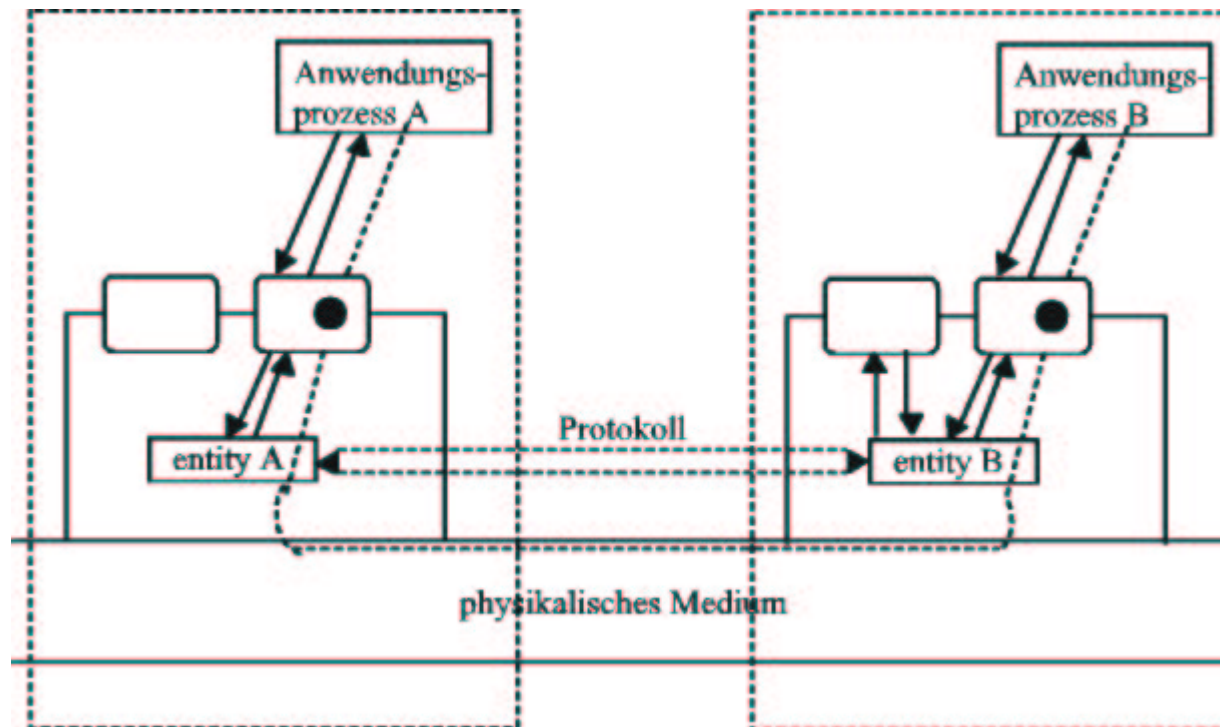 Anwendungs-
prozess A
Anwendungs-
prozess B
Protokoll
entity A
entity B
physikalisches Medium